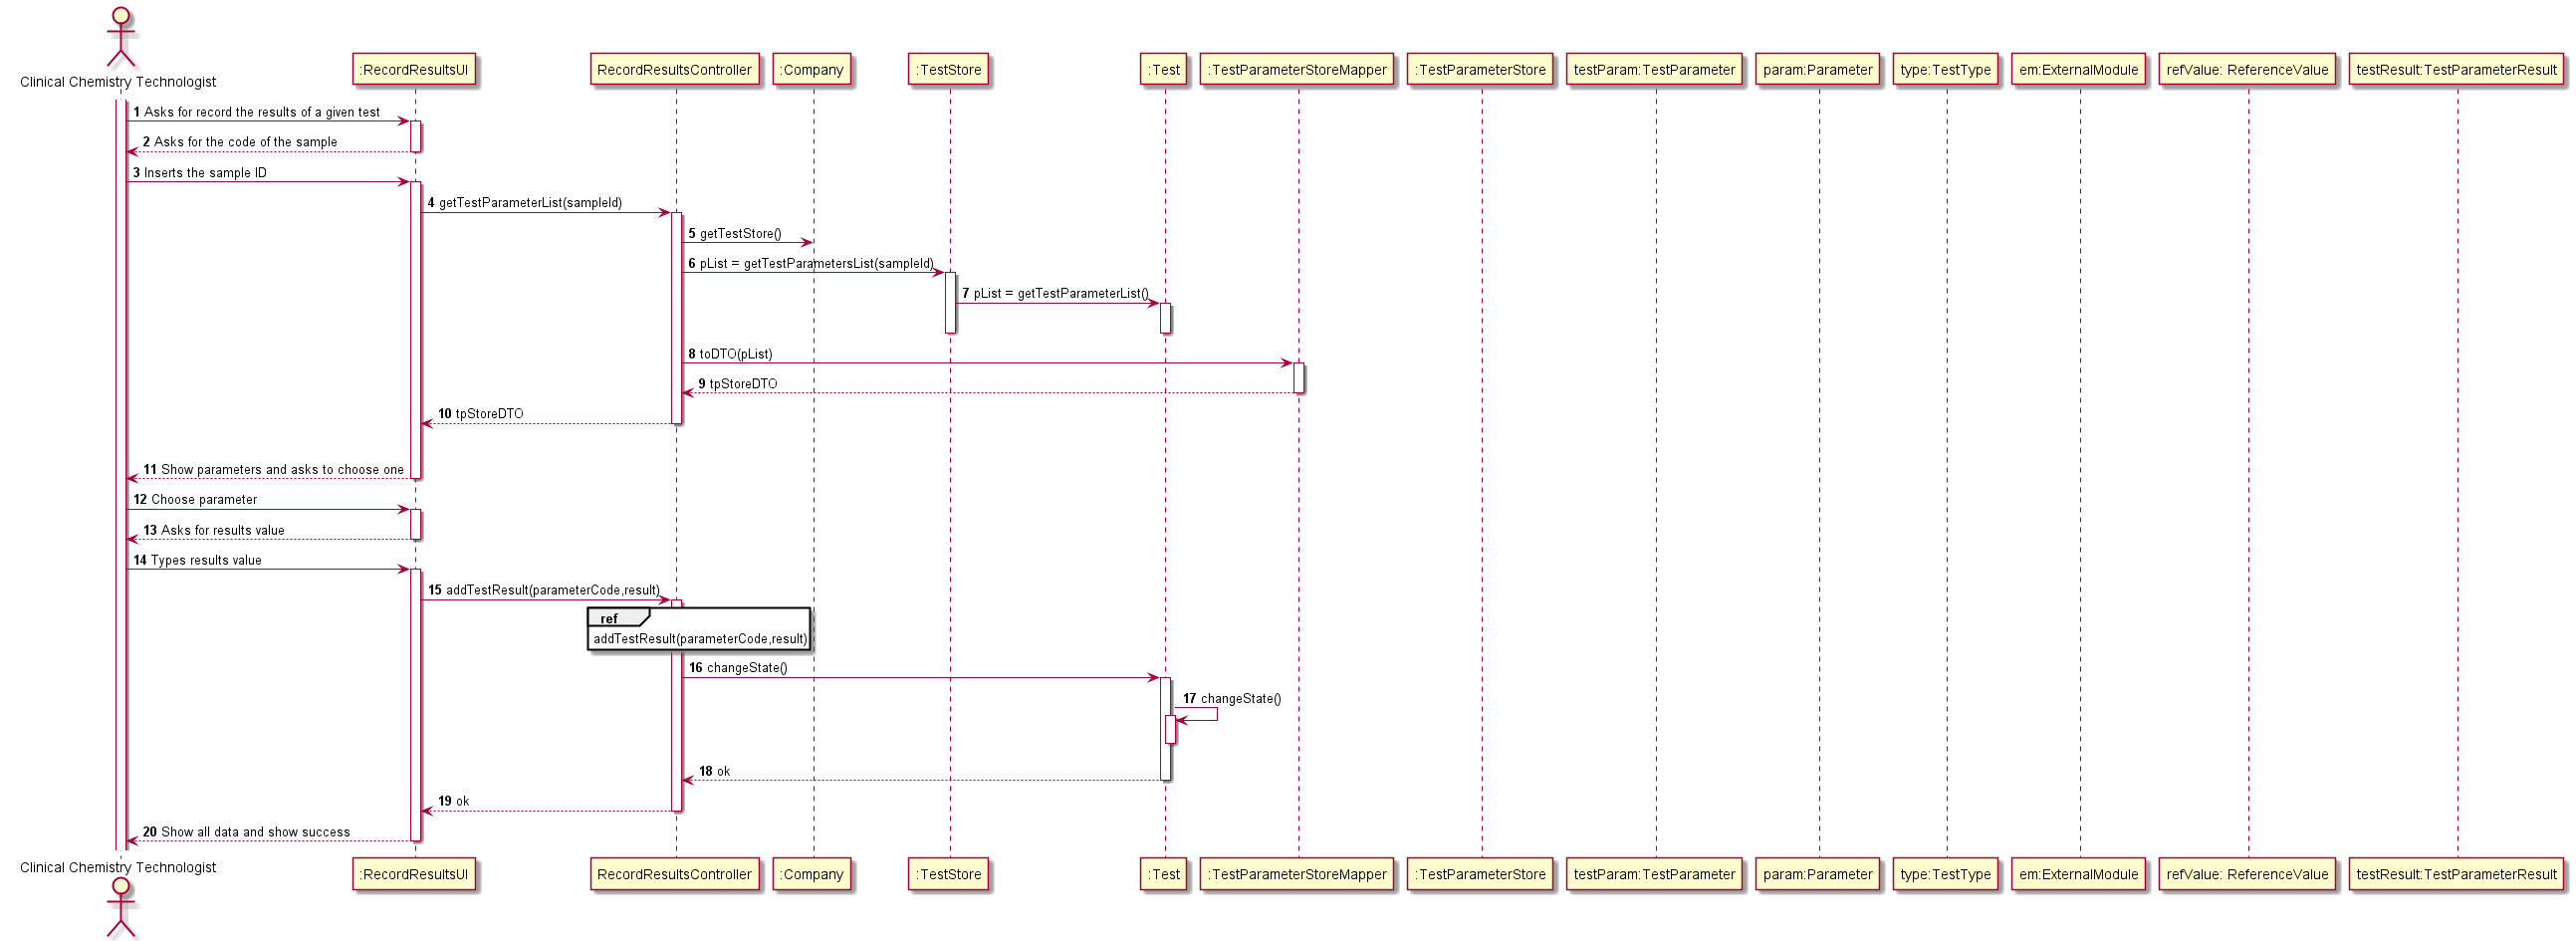 Clinical Chemistry Technologist
:RecordResultsUI
RecordResultsController
:Company
:TestStore
:Test
:TestParameterStoreMapper
:TestParameterStore
testParam:TestParameter
param:Parameter
type:TestType
em:ExternalModule
refValue: ReferenceValue
testResult:TestParameterResult
1 Asks for record the results of a given test
2 Asks for the code of the sample
3 Inserts the sample ID
4 getTestParameterList(sampleId)
5 getTestStore()
6 pList = getTestParametersList(sampleId)
7 pList = getTestParameterList()
8 toDTO(pList)
9 tpStoreDTO
10 tpStoreDTO
11 Show parameters and asks to choose one
12 Choose parameter
13 Asks for results value
14 Types results value
15 addTestResult(parameterCode,result)
ref
addTestResult(parameterCode,result)
16 changeState()
17 changeState()
18 ok
19 ok
20 Show all data and show success
Clinical Chemistry Technologist
:RecordResultsUI
RecordResultsController
:Company
:TestStore
:Test
:TestParameterStoreMapper
:TestParameterStore
testParam:TestParameter
param:Parameter
type:TestType
em:ExternalModule
refValue: ReferenceValue
testResult:TestParameterResult